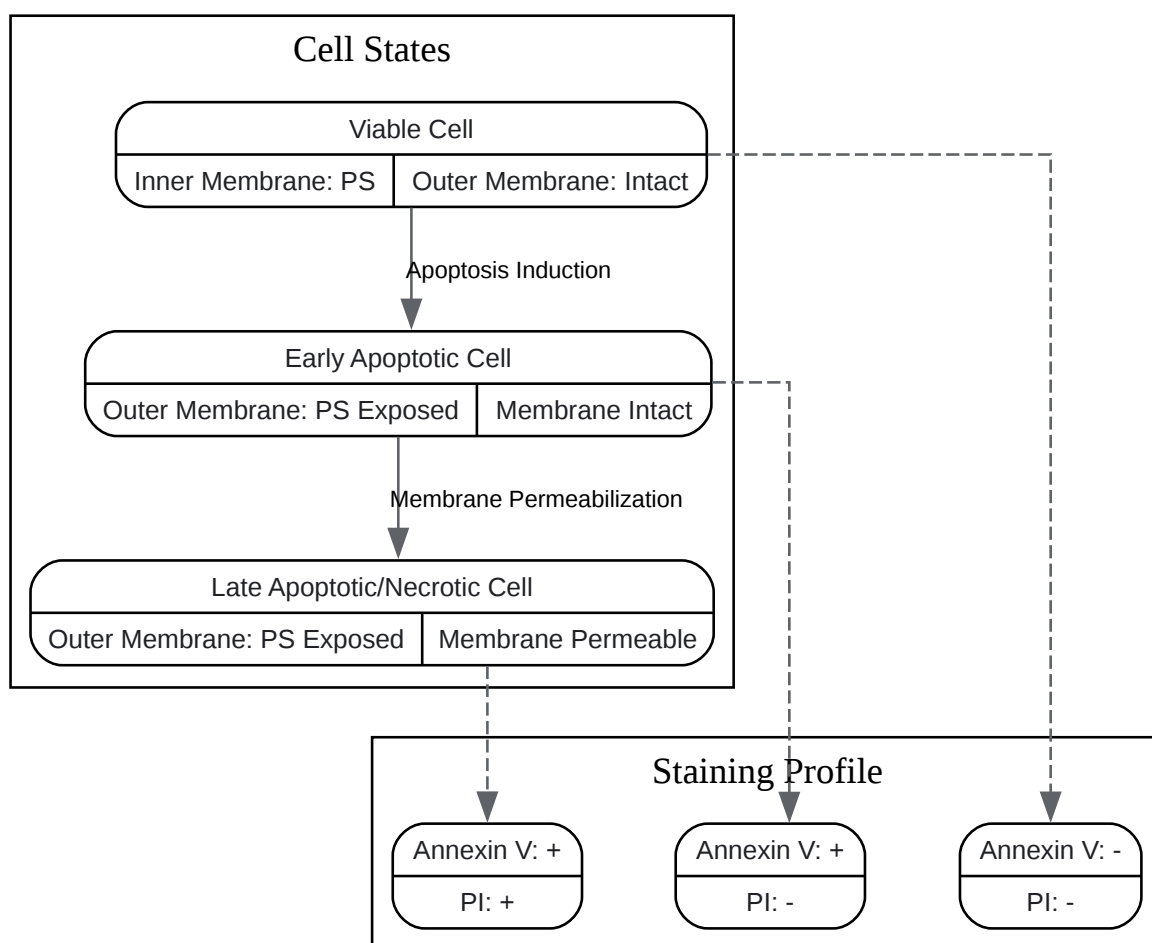 Cell States
Viable Cell
Inner Membrane: PS
Outer Membrane: Intact
Apoptosis Induction
Early Apoptotic Cell
Outer Membrane: PS Exposed
Membrane Intact
Membrane Permeabilization
Late Apoptotic/Necrotic Cell
Outer Membrane: PS Exposed
Membrane Permeable
Staining Profile
Annexin V: +
PI: +
Annexin V: +
PI: -
Annexin V: -
PI: -